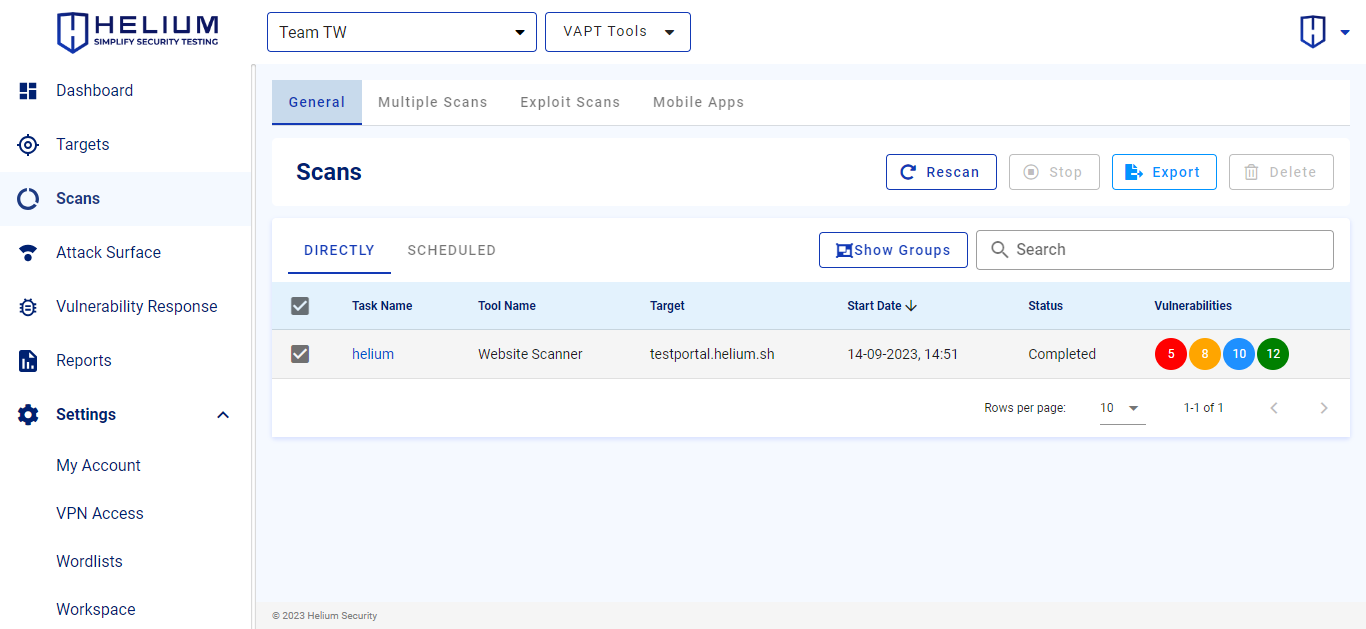 HELIUM
SIMPLIFY SECURITY TESTING
Team TW
VAPT Tools
Dashboard
Targets
Scans
Attack Surface
Vulnerability Response
Reports
Settings
My Account
VPN Access
Wordlists
Workspace
General Multiple Scans Exploit Scans Mobile Apps
Scans
Rescan Stop Export Delete
DIRECTLY SCHEDULED
Show Groups Search
Task Name Tool Name Target Start Date Status Vulnerabilities
helium Website Scanner testportal.helium.sh 14-09-2023, 14:51 Completed 5 8 10 12
Rows per page: 10 1-1 of 1
© 2023 Helium Security